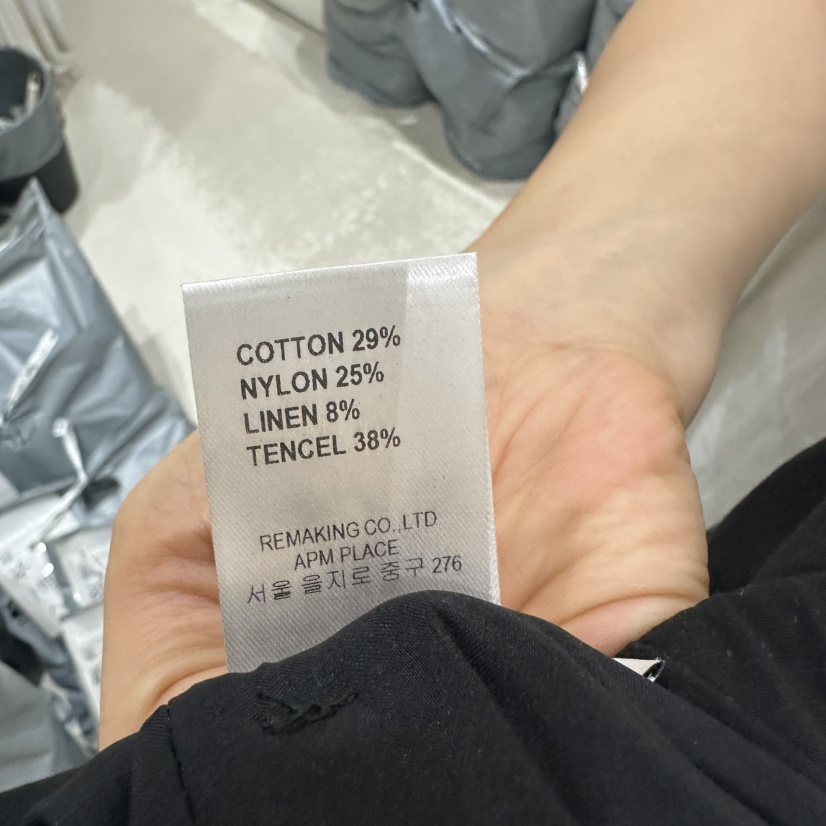 COTTON 29%
NYLON 25%
LINEN 8%
TENCEL 38%
REMAKING CO.,LTD
APM PLACE
서울 을지로 중구 276